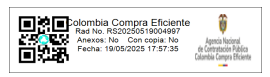 Colombia Compra Eficiente
Rad No. RS20250519004997
Anexos: No Con copia: No
Fecha: 19/05/2025 17:57:35
Agencia Nacional
de Contratación Pública
Colombia Compra Eficiente